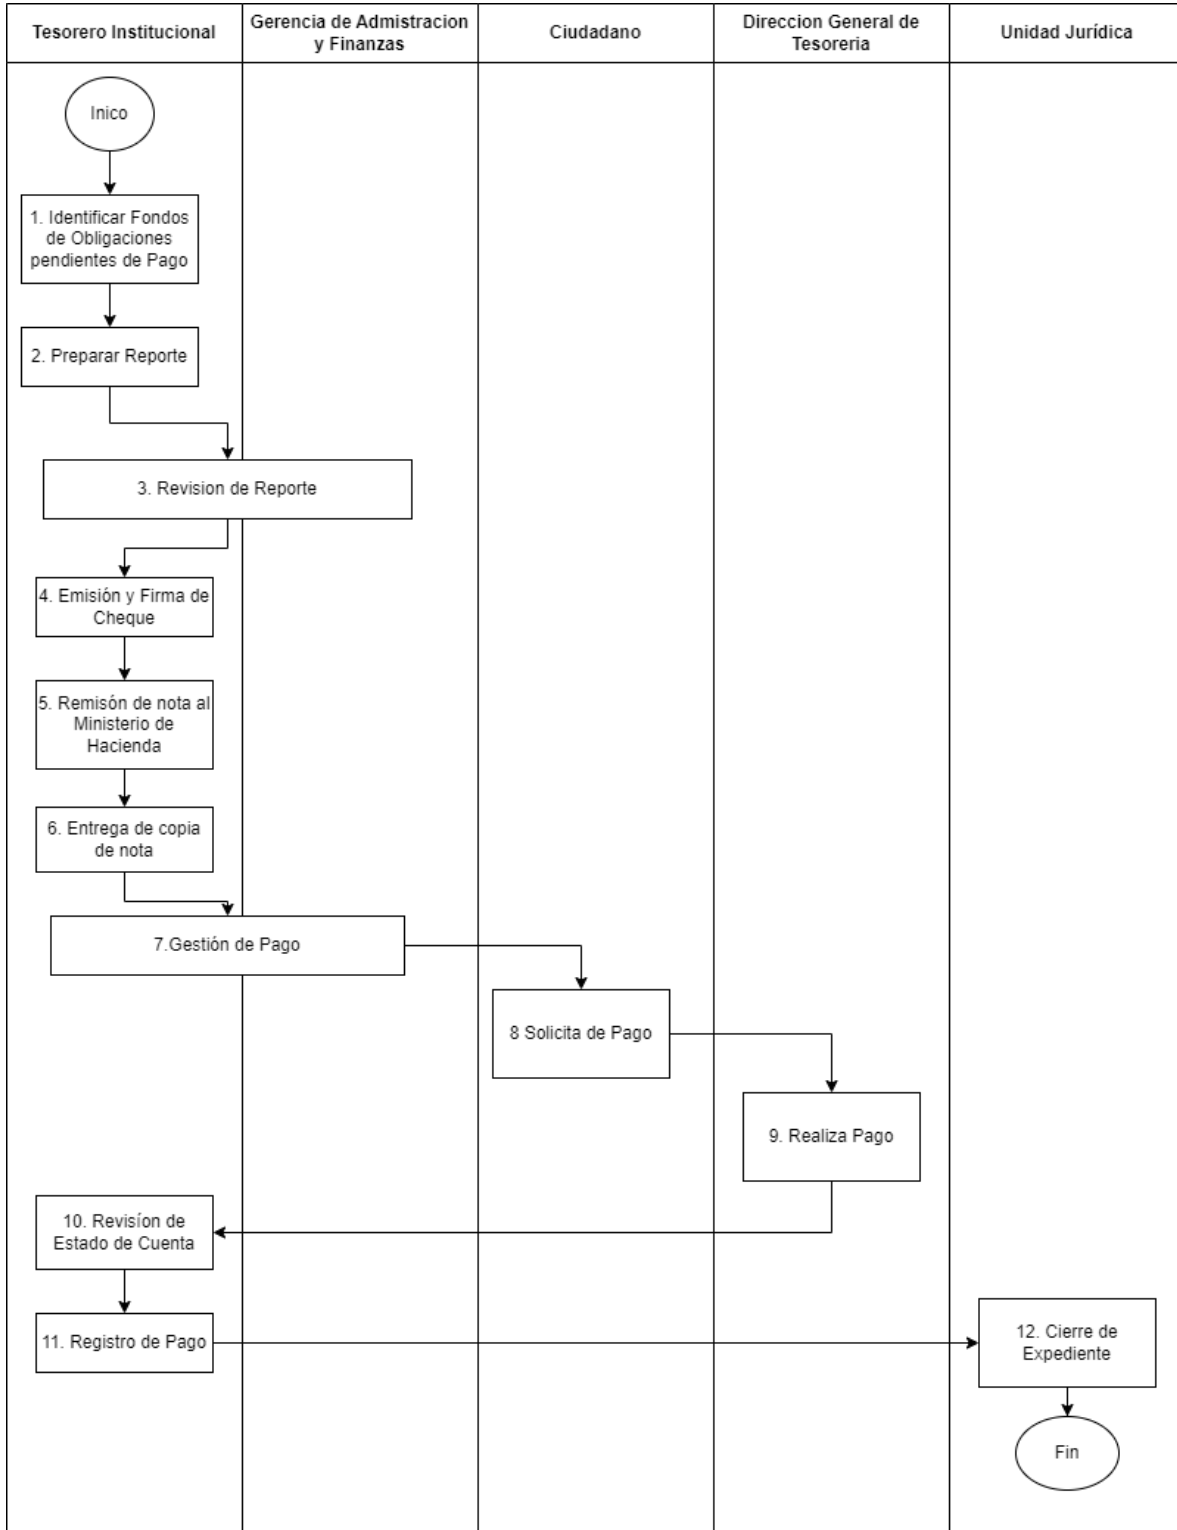 Tesorero Institucional
Gerencia de Admistracion
y Finanzas
Ciudadano
Direccion General de
Tesoreria
Unidad Jurídica
Inico
1. Identificar Fondos
de Obligaciones
pendientes de Pago
2. Preparar Reporte
3. Revision de Reporte
4. Emisión y Firma de
Cheque
5. Remisón de nota al
Ministerio de
Hacienda
6. Entrega de copia
de nota
7.Gestión de Pago
8 Solicita de Pago
9. Realiza Pago
10. Revisíon de
Estado de Cuenta
11. Registro de Pago
12. Cierre de
Expediente
Fin